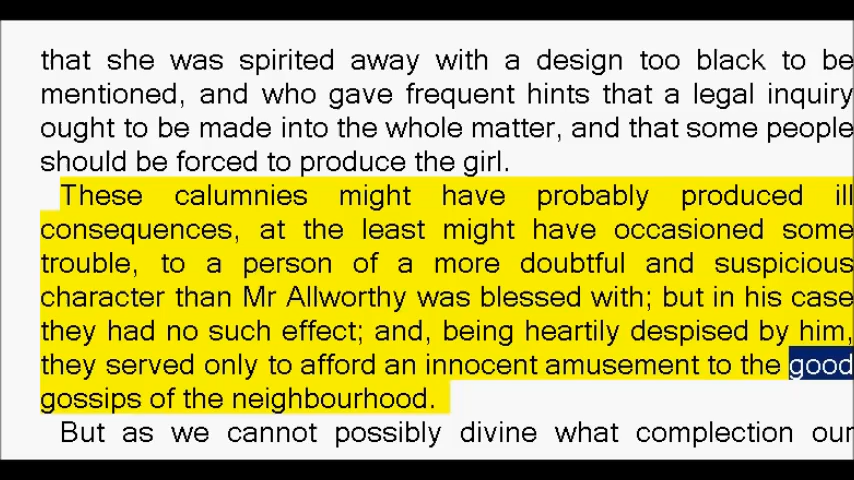 that she was spirited away with a design too black to be
mentioned, and who gave frequent hints that a legal inquiry
ought to be made into the whole matter, and that some people
should be forced to produce the girl.
These calumnies might have probably produced ill
consequences, at the least might have occasioned some
trouble, to a person of a more doubtful and suspicious
character than Mr Allworthy was blessed with; but in his case
they had no such effect; and, being heartily despised by him,
they served only to afford an innocent amusement to the good
gossips of the neighbourhood.
But as we cannot possibly divine what complection our